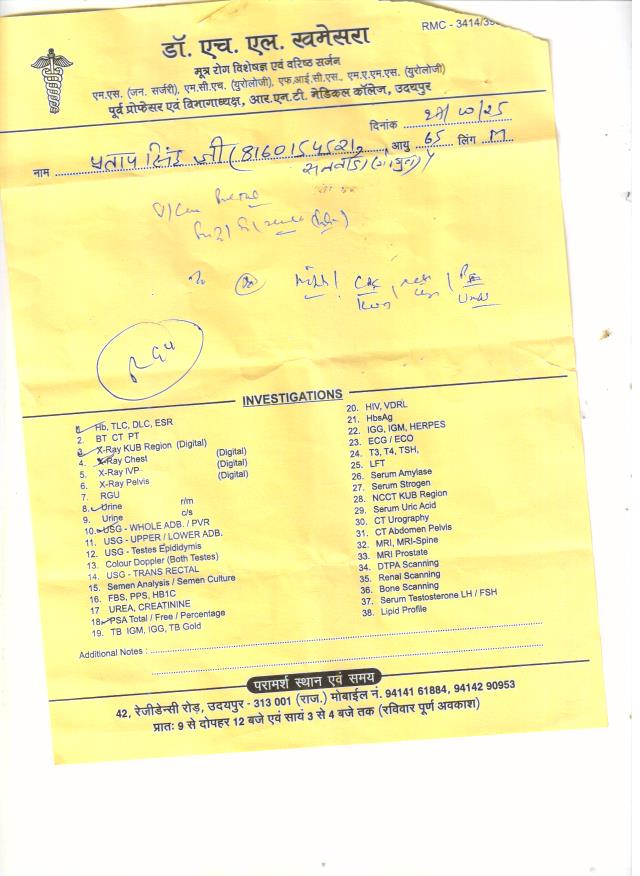 RMC - 3414/39
डॉ. एच. एल. खमेसरा
मूत्र रोग विशेषज्ञ एवं वरिष्ठ सर्जन
एम.एस. (जन. सर्जरी), एम.सी.एच. (युरोलोजी), एफ.आई.सी.एस., एम.ए.एम.एस. (युरोलोजी)
पूर्व प्रोफेसर एवं विभागाध्यक्ष, आर.एन.टी. मेडिकल कॉलेज, उदयपुर
दिनांक
नाम प्रताप सिंह जी आयु 65 लिंग M
INVESTIGATIONS
1. Hb, TLC, DLC, ESR
2. BT CT PT
3. X-Ray KUB Region (Digital)
4. X-Ray Chest (Digital)
5. X-Ray IVP (Digital)
6. X-Ray Pelvis (Digital)
7. RGU
8. Urine r/m
9. Urine c/s
10. USG - WHOLE ADB. / PVR
11. USG - UPPER / LOWER ADB.
12. USG - Testes Epididymis
13. Colour Doppler (Both Testes)
14. USG - TRANS RECTAL
15. Semen Analysis / Semen Culture
16. FBS, PPS, HB1C
17 UREA, CREATININE
18. PSA Total / Free / Percentage
19. TB IGM, IGG, TB Gold
20. HIV, VDRL
21. HbsAg
22. IGG, IGM, HERPES
23. ECG / ECO
24. T3, T4, TSH,
25. LFT
26. Serum Amylase
27. Serum Strogen
28. NCCT KUB Region
29. Serum Uric Acid
30. CT Urography
31. CT Abdomen Pelvis
32. MRI, MRI-Spine
33. MRI Prostate
34. DTPA Scanning
35. Renal Scanning
36. Bone Scanning
37. Serum Testosterone LH / FSH
38. Lipid Profile
Additional Notes :
परामर्श स्थान एवं समय
42, रेजीडेन्सी रोड़, उदयपुर - 313 001 (राज.) मोबाईल नं. 94141 61884, 94142 90953
प्रातः 9 से दोपहर 12 बजे एवं सायं 3 से 4 बजे तक (रविवार पूर्ण अवकाश)